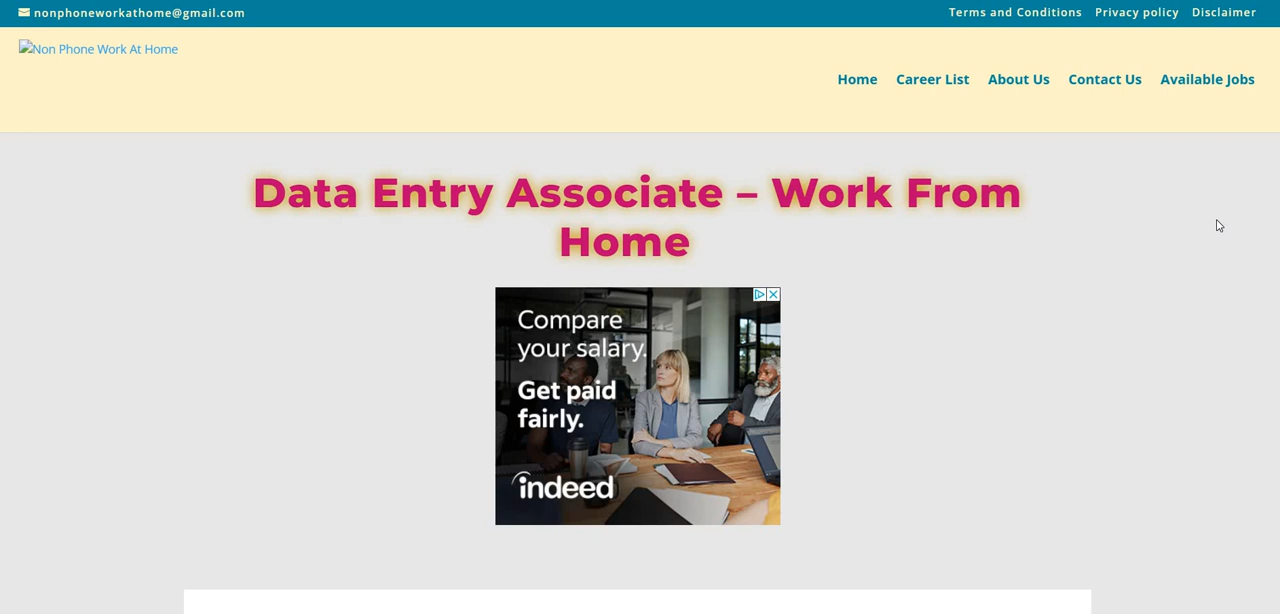 nonphoneworkathome@gmail.com
Terms and Conditions Privacy policy Disclaimer
Non Phone Work At Home
Home Career List About Us Contact Us Available Jobs
Data Entry Associate – Work From
Home
Compare
your salary.
Get paid
fairly.
indeed